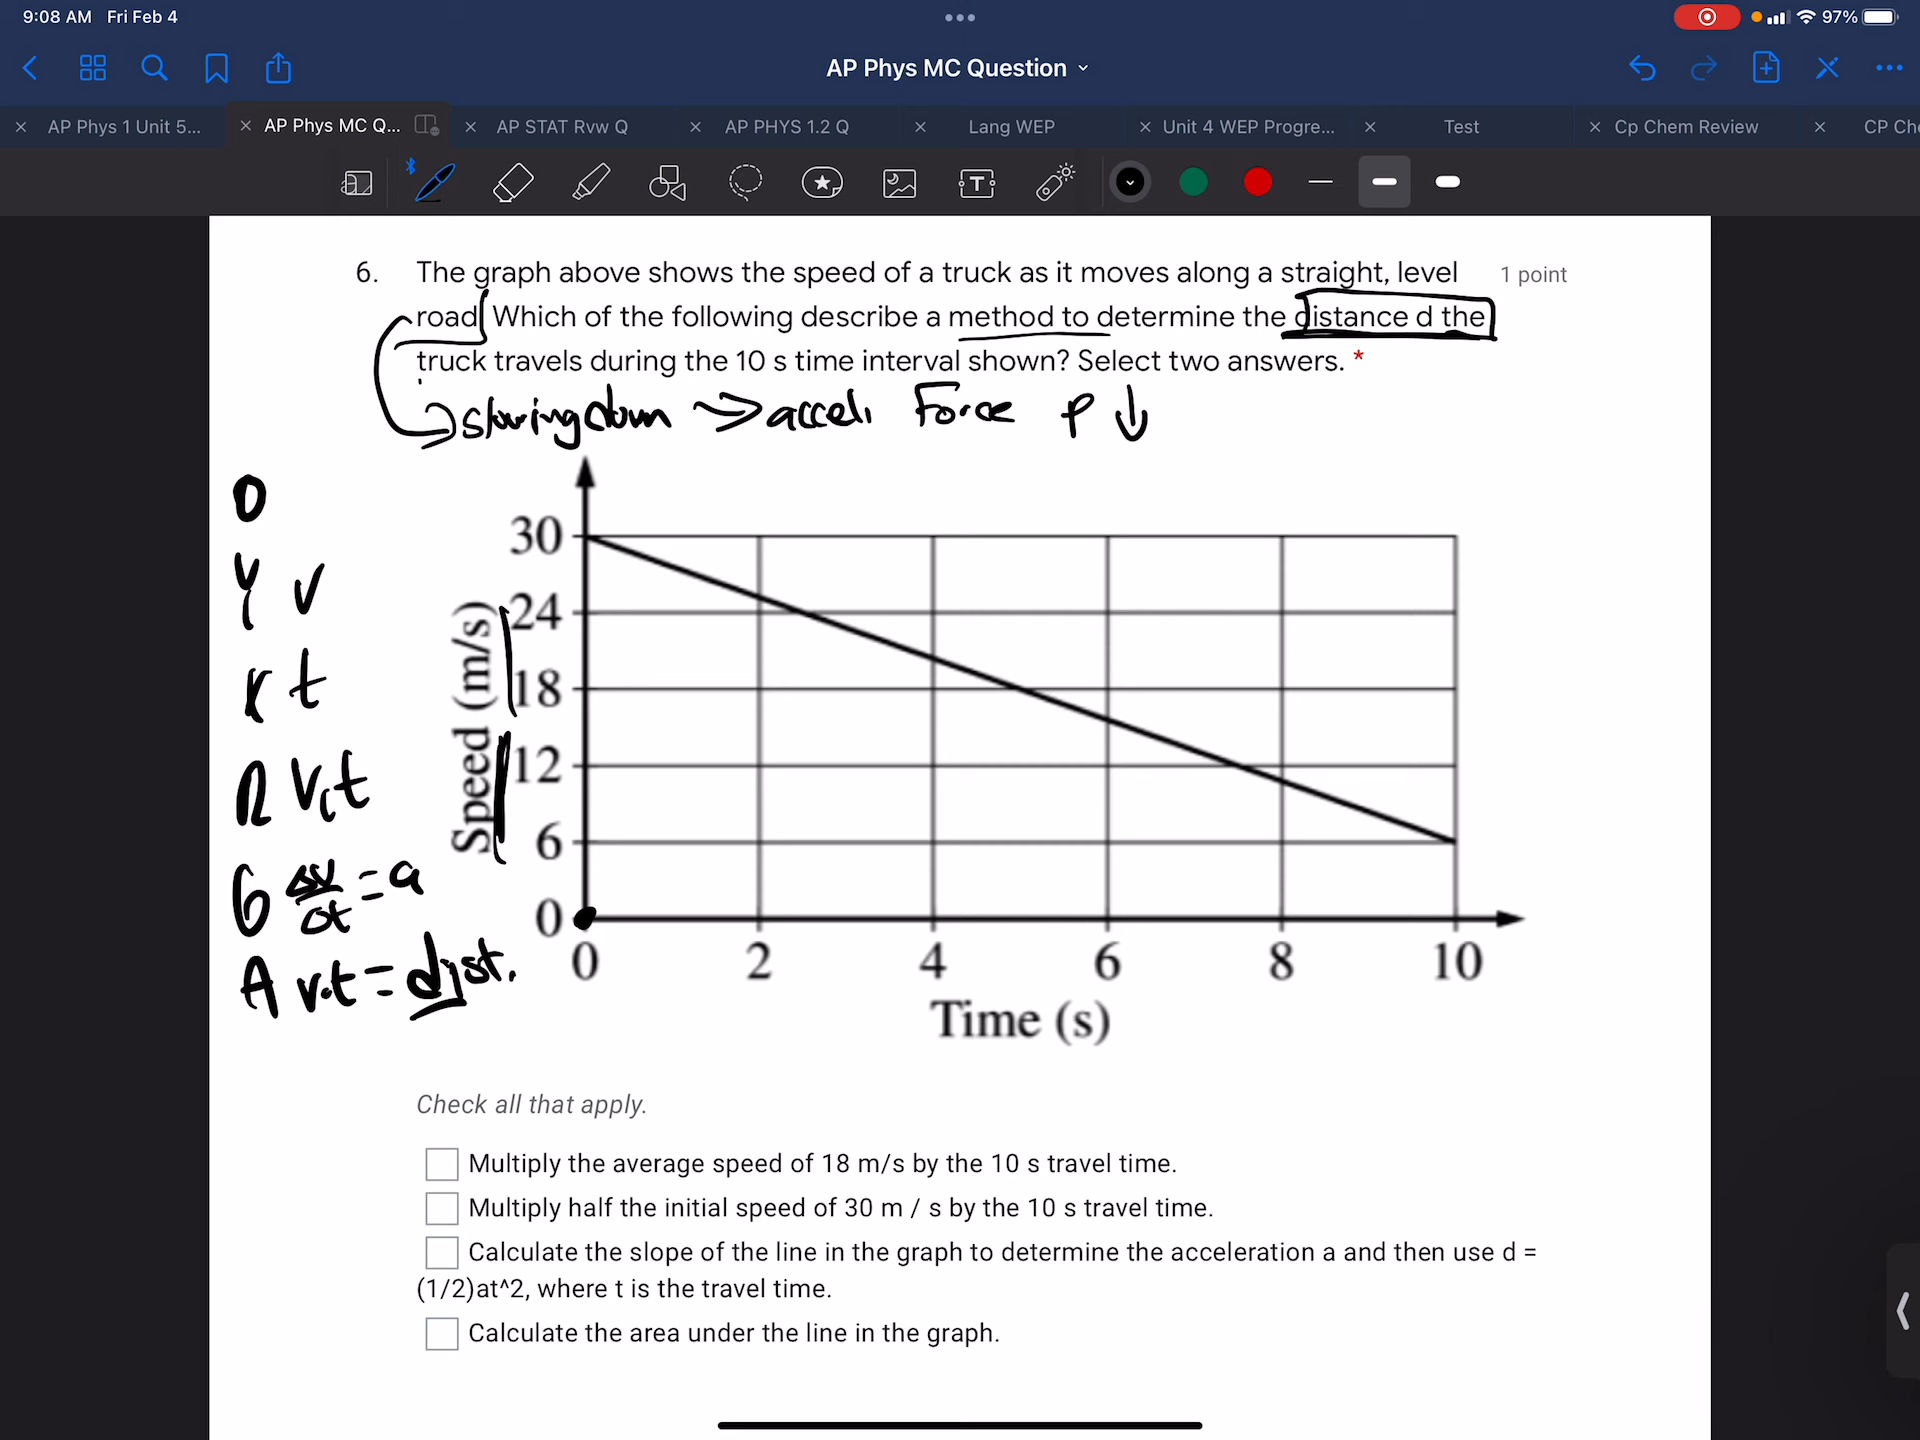 9:08 AM Fri Feb 4
97%
AP Phys MC Question
AP Phys 1 Unit 5...
AP Phys MC Q...
AP STAT Rvw Q
AP PHYS 1.2 Q
Lang WEP
Unit 4 WEP Progre...
Test
Cp Chem Review
CP Che
6. The graph above shows the speed of a truck as it moves along a straight, level 1 point
road. Which of the following describe a method to determine the distance d the
truck travels during the 10 s time interval shown? Select two answers. *
slowing down → accel. Force p ↓
O
Y v
X t
R v, t
G Δv/Δt = a
A v·t = dist.
30
24
18
12
6
0
Speed (m/s)
0 2 4 6 8 10
Time (s)
Check all that apply.
Multiply the average speed of 18 m/s by the 10 s travel time.
Multiply half the initial speed of 30 m / s by the 10 s travel time.
Calculate the slope of the line in the graph to determine the acceleration a and then use d =
(1/2)at^2, where t is the travel time.
Calculate the area under the line in the graph.